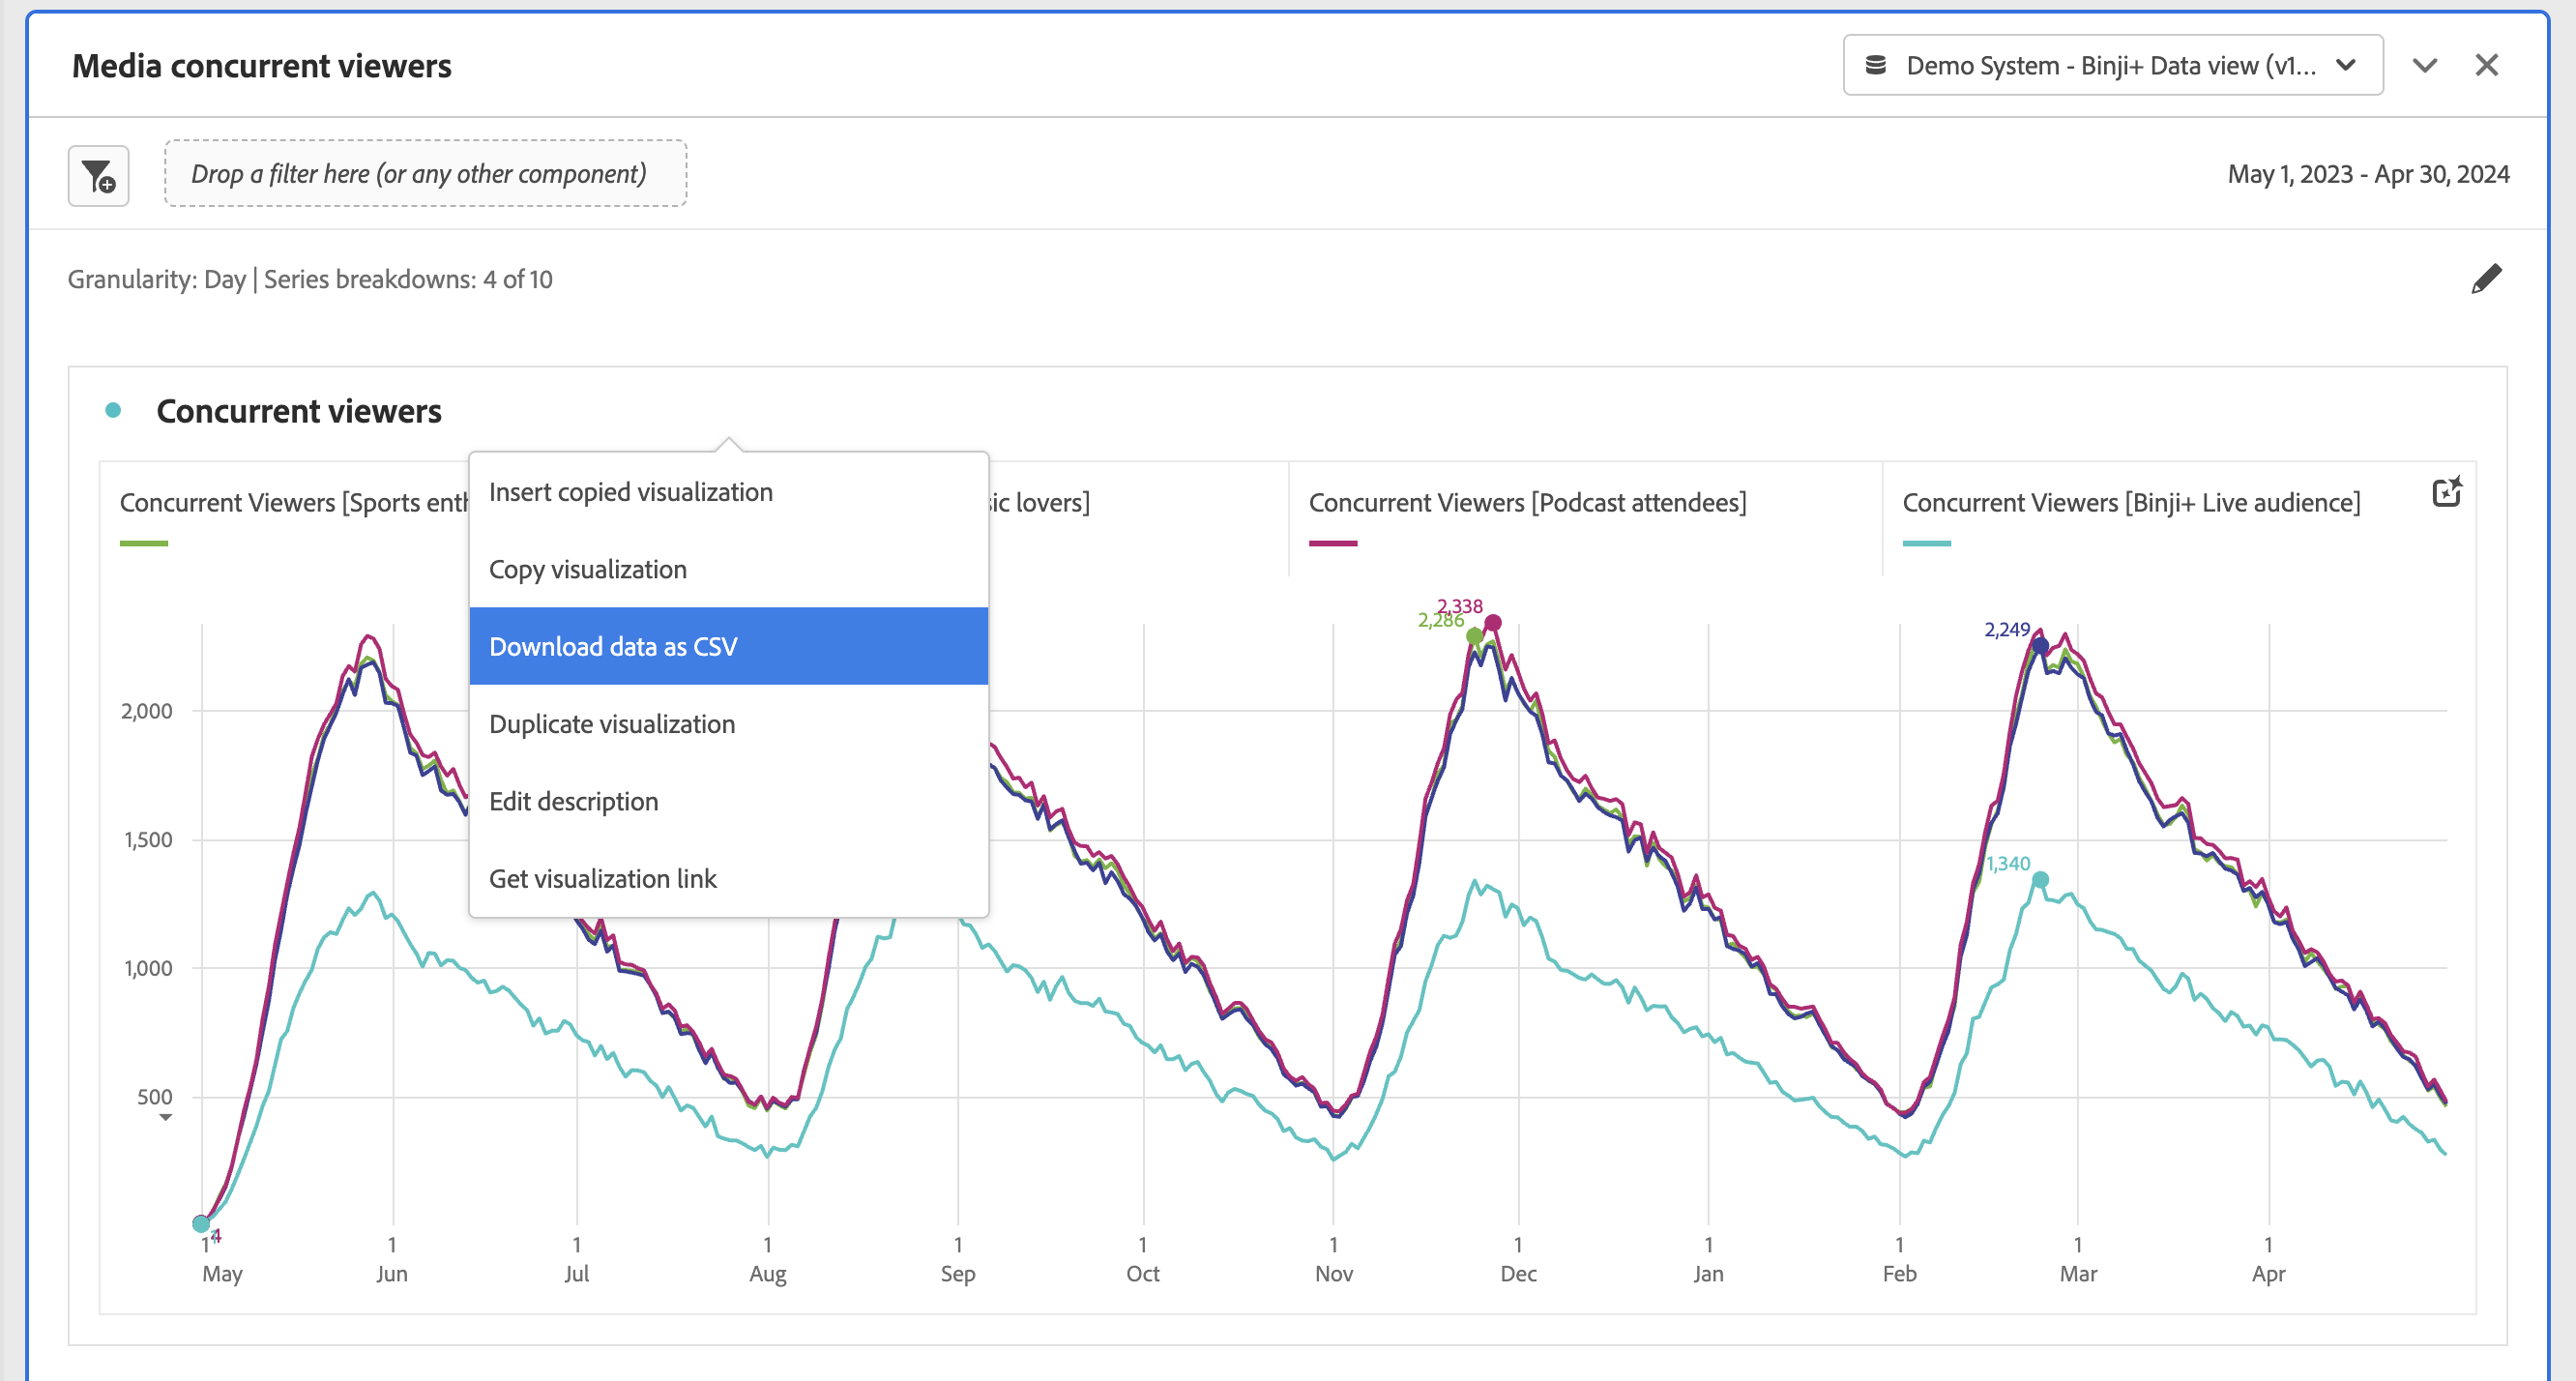 Media concurrent viewers
Demo System - Binji+ Data view (v1...
Drop a filter here (or any other component)
May 1, 2023 - Apr 30, 2024
Granularity: Day | Series breakdowns: 4 of 10
Concurrent viewers
Concurrent Viewers [Sports enth
sic lovers]
Concurrent Viewers [Podcast attendees]
Concurrent Viewers [Binji+ Live audience]
Insert copied visualization
Copy visualization
Download data as CSV
Duplicate visualization
Edit description
Get visualization link
2,338
2,286
2,249
1,340
2,000
1,500
1,000
500
4
1 1 1 1 1 1 1 1 1 1 1 1
May Jun Jul Aug Sep Oct Nov Dec Jan Feb Mar Apr